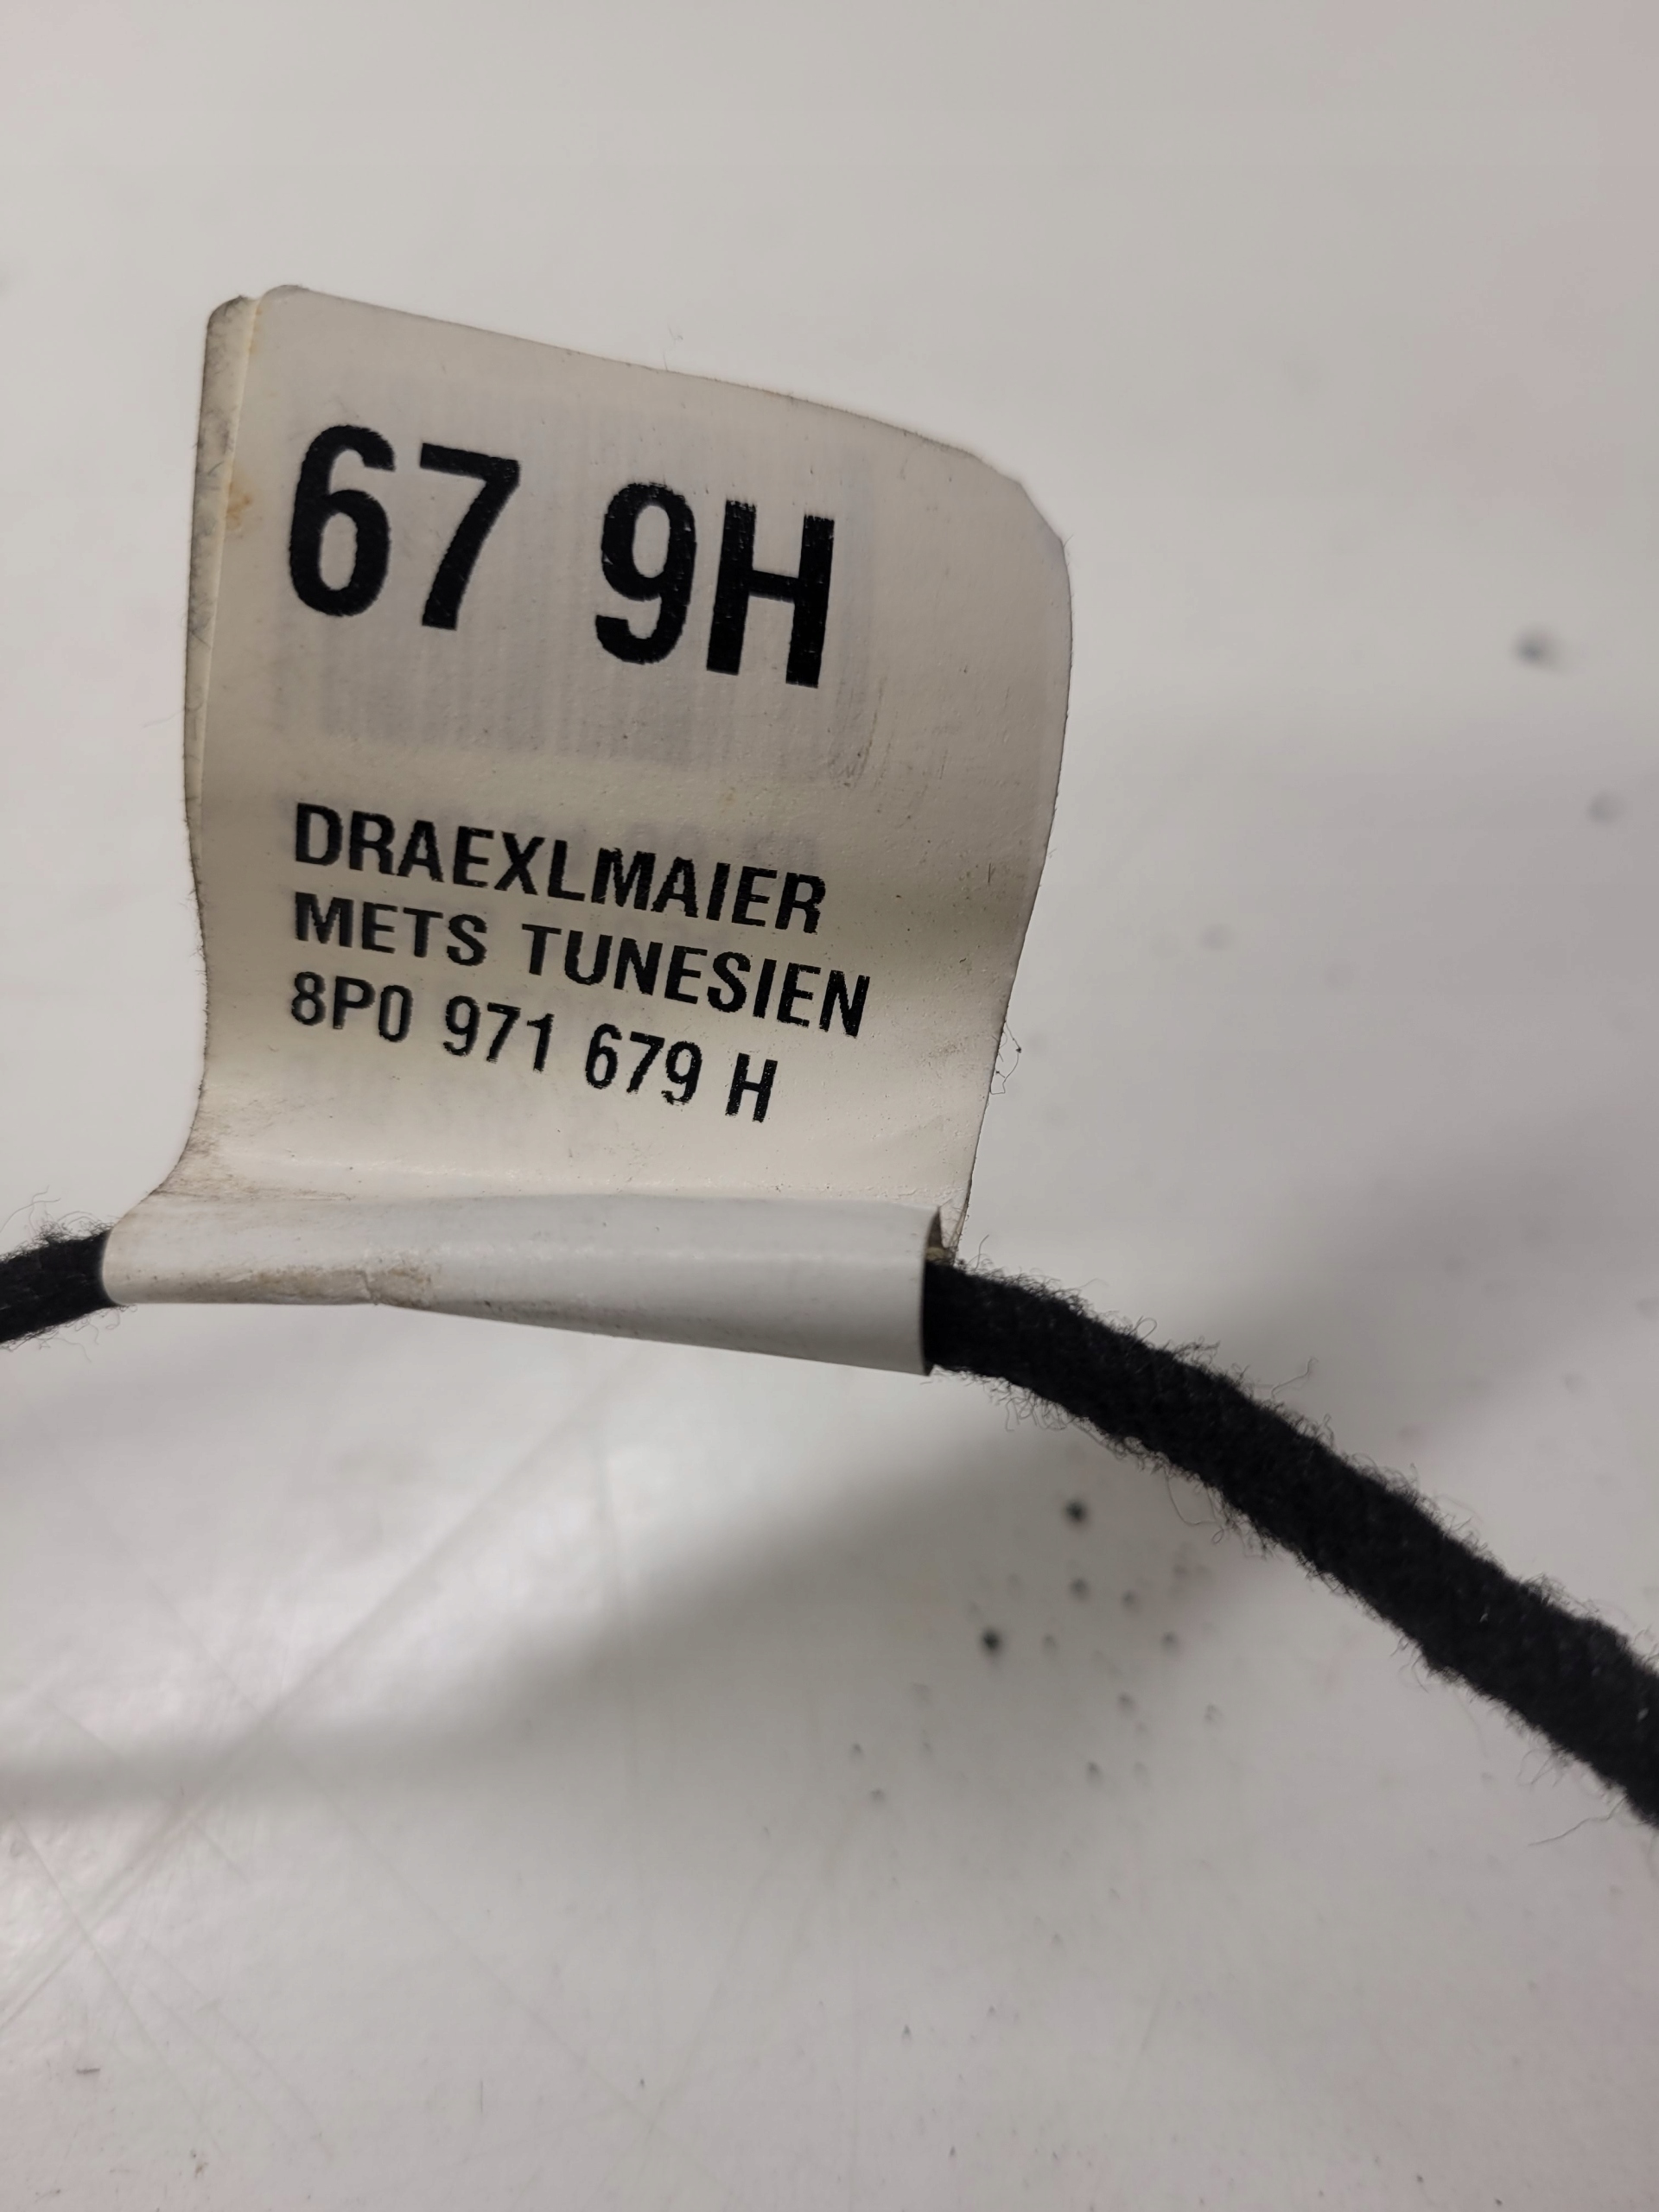 67 9H
DRAEXLMAIER
METS TUNESIEN
8P0 971 679 H